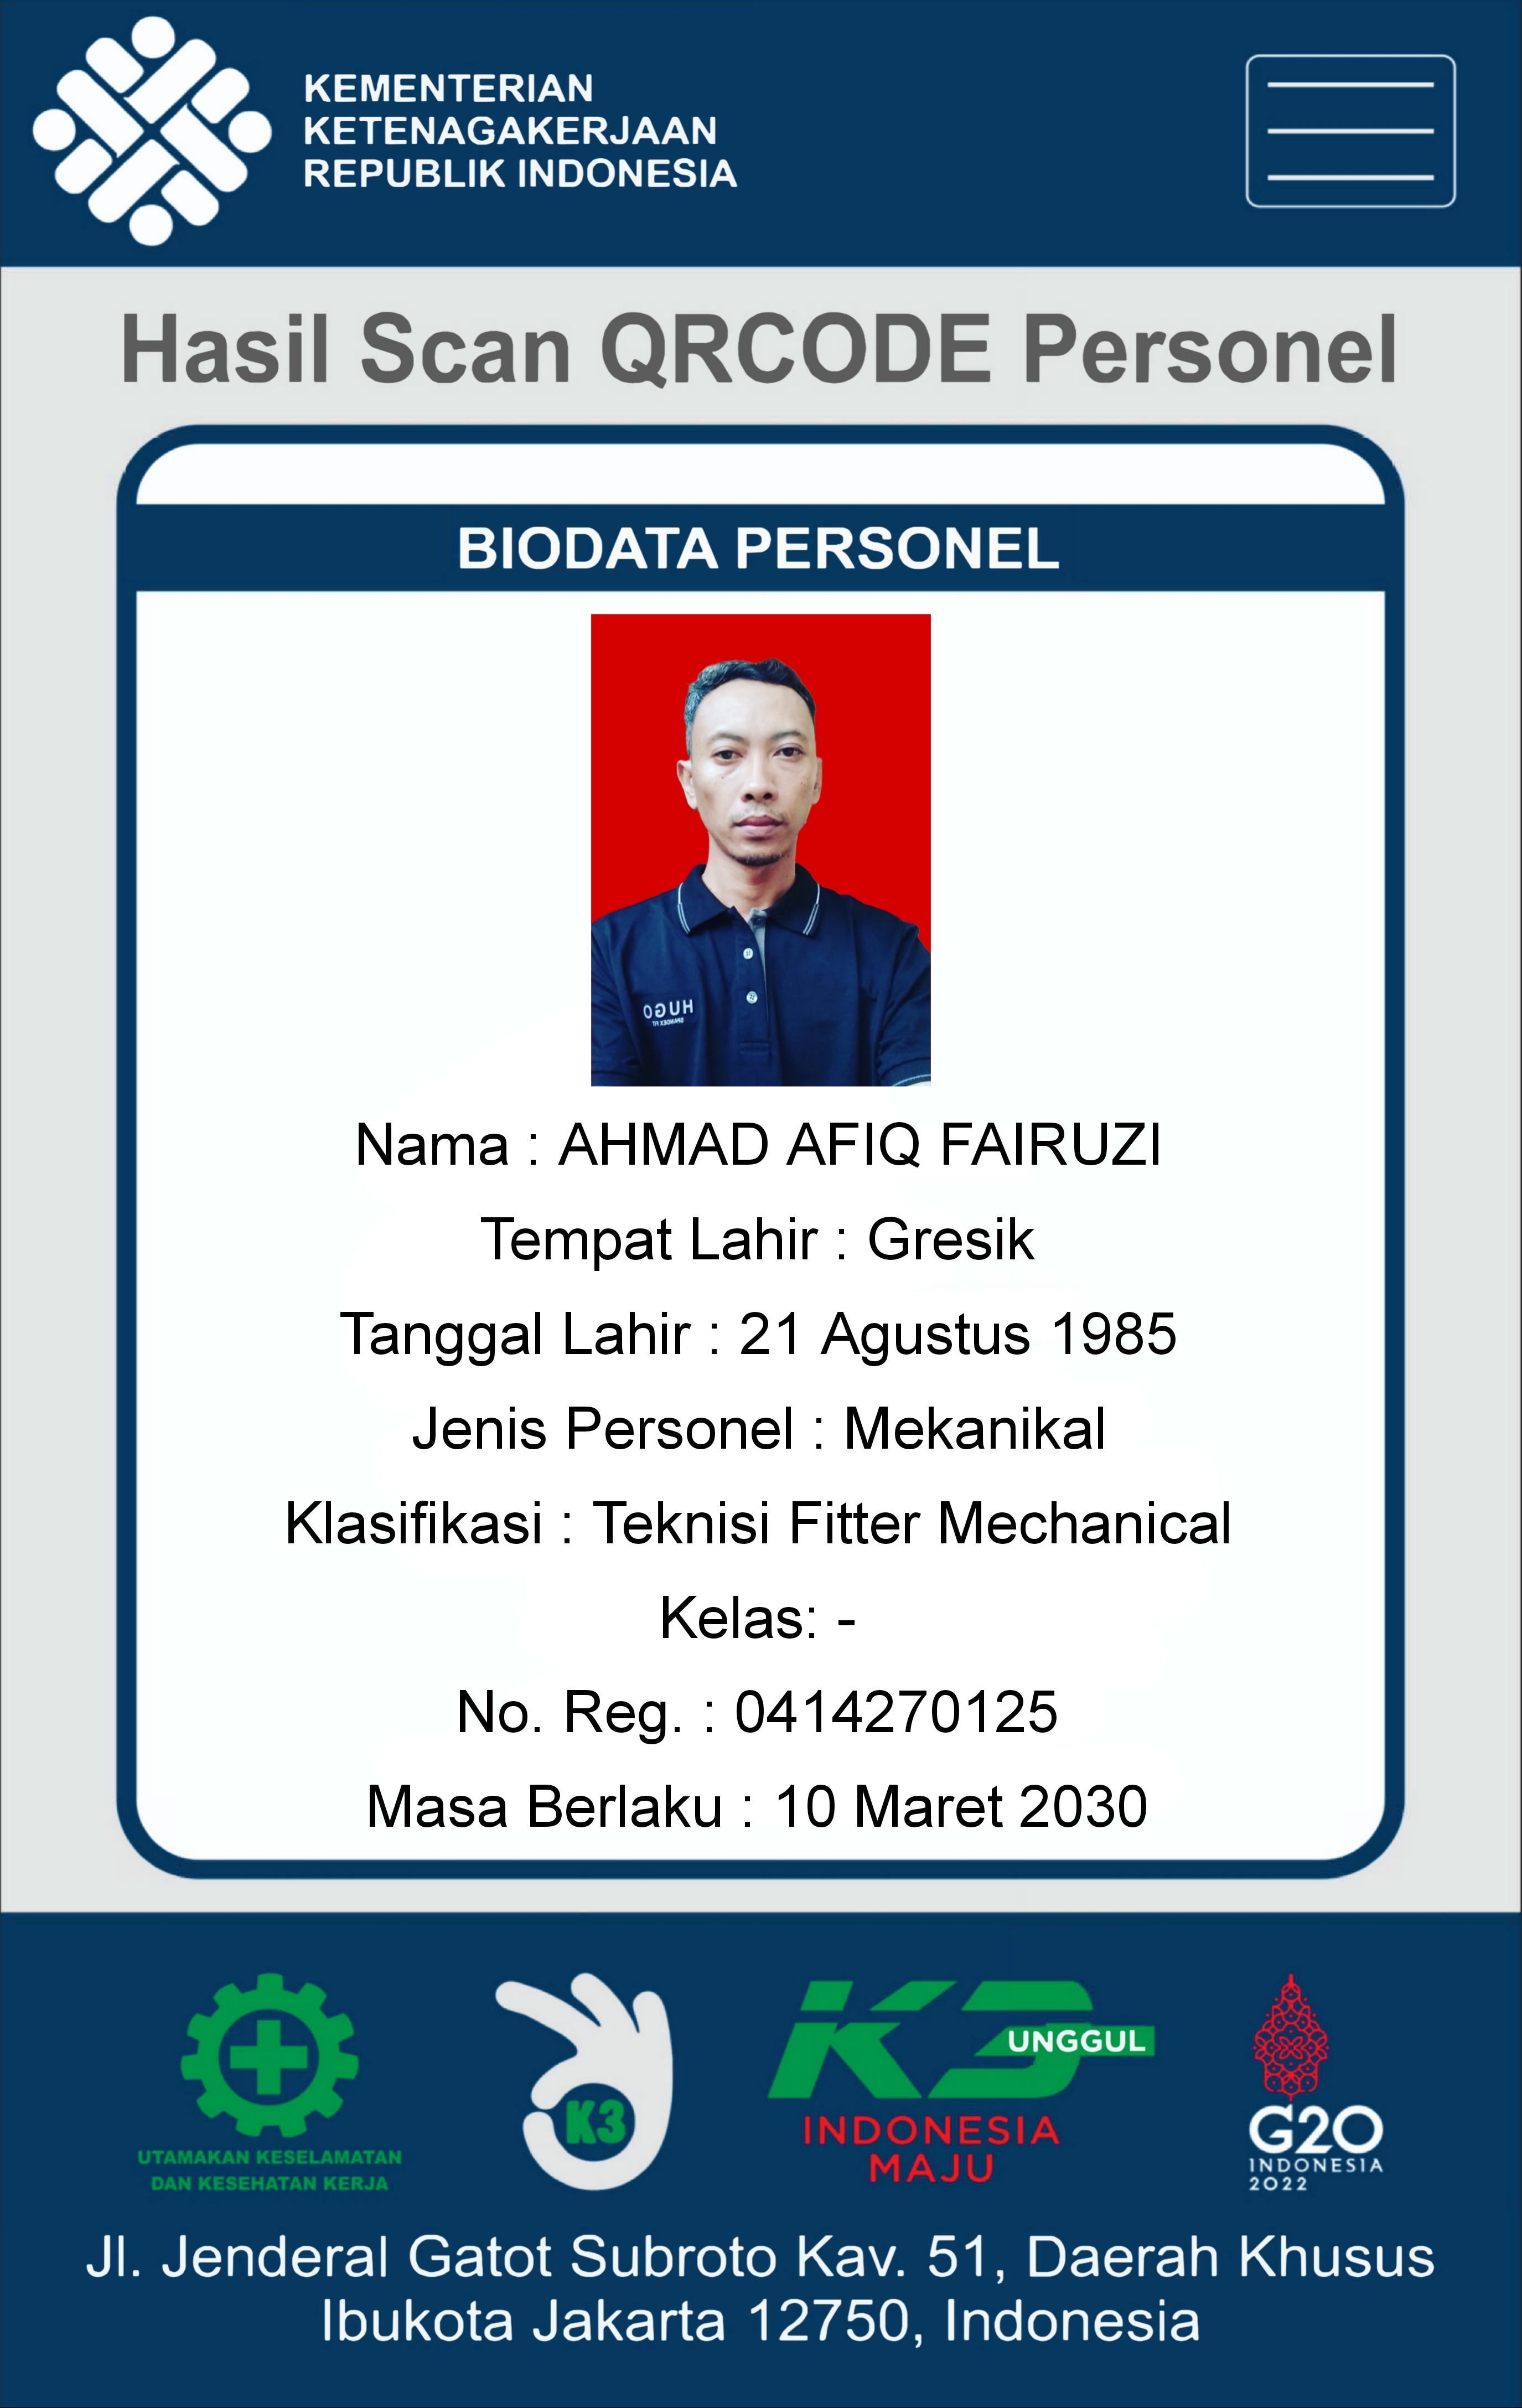 KEMENTERIAN
KETENAGAKERJAAN
REPUBLIK INDONESIA
Hasil Scan QRCODE Personel
BIODATA PERSONEL
HUGO
SPANDEX FIT
Nama : AHMAD AFIQ FAIRUZI
Tempat Lahir : Gresik
Tanggal Lahir : 21 Agustus 1985
Jenis Personel : Mekanikal
Klasifikasi : Teknisi Fitter Mechanical
Kelas: -
No. Reg. : 0414270125
Masa Berlaku : 10 Maret 2030
UTAMAKAN KESELAMATAN
DAN KESEHATAN KERJA
K3
K3
UNGGUL
INDONESIA
MAJU
G20
INDONESIA
2022
Jl. Jenderal Gatot Subroto Kav. 51, Daerah Khusus
Ibukota Jakarta 12750, Indonesia